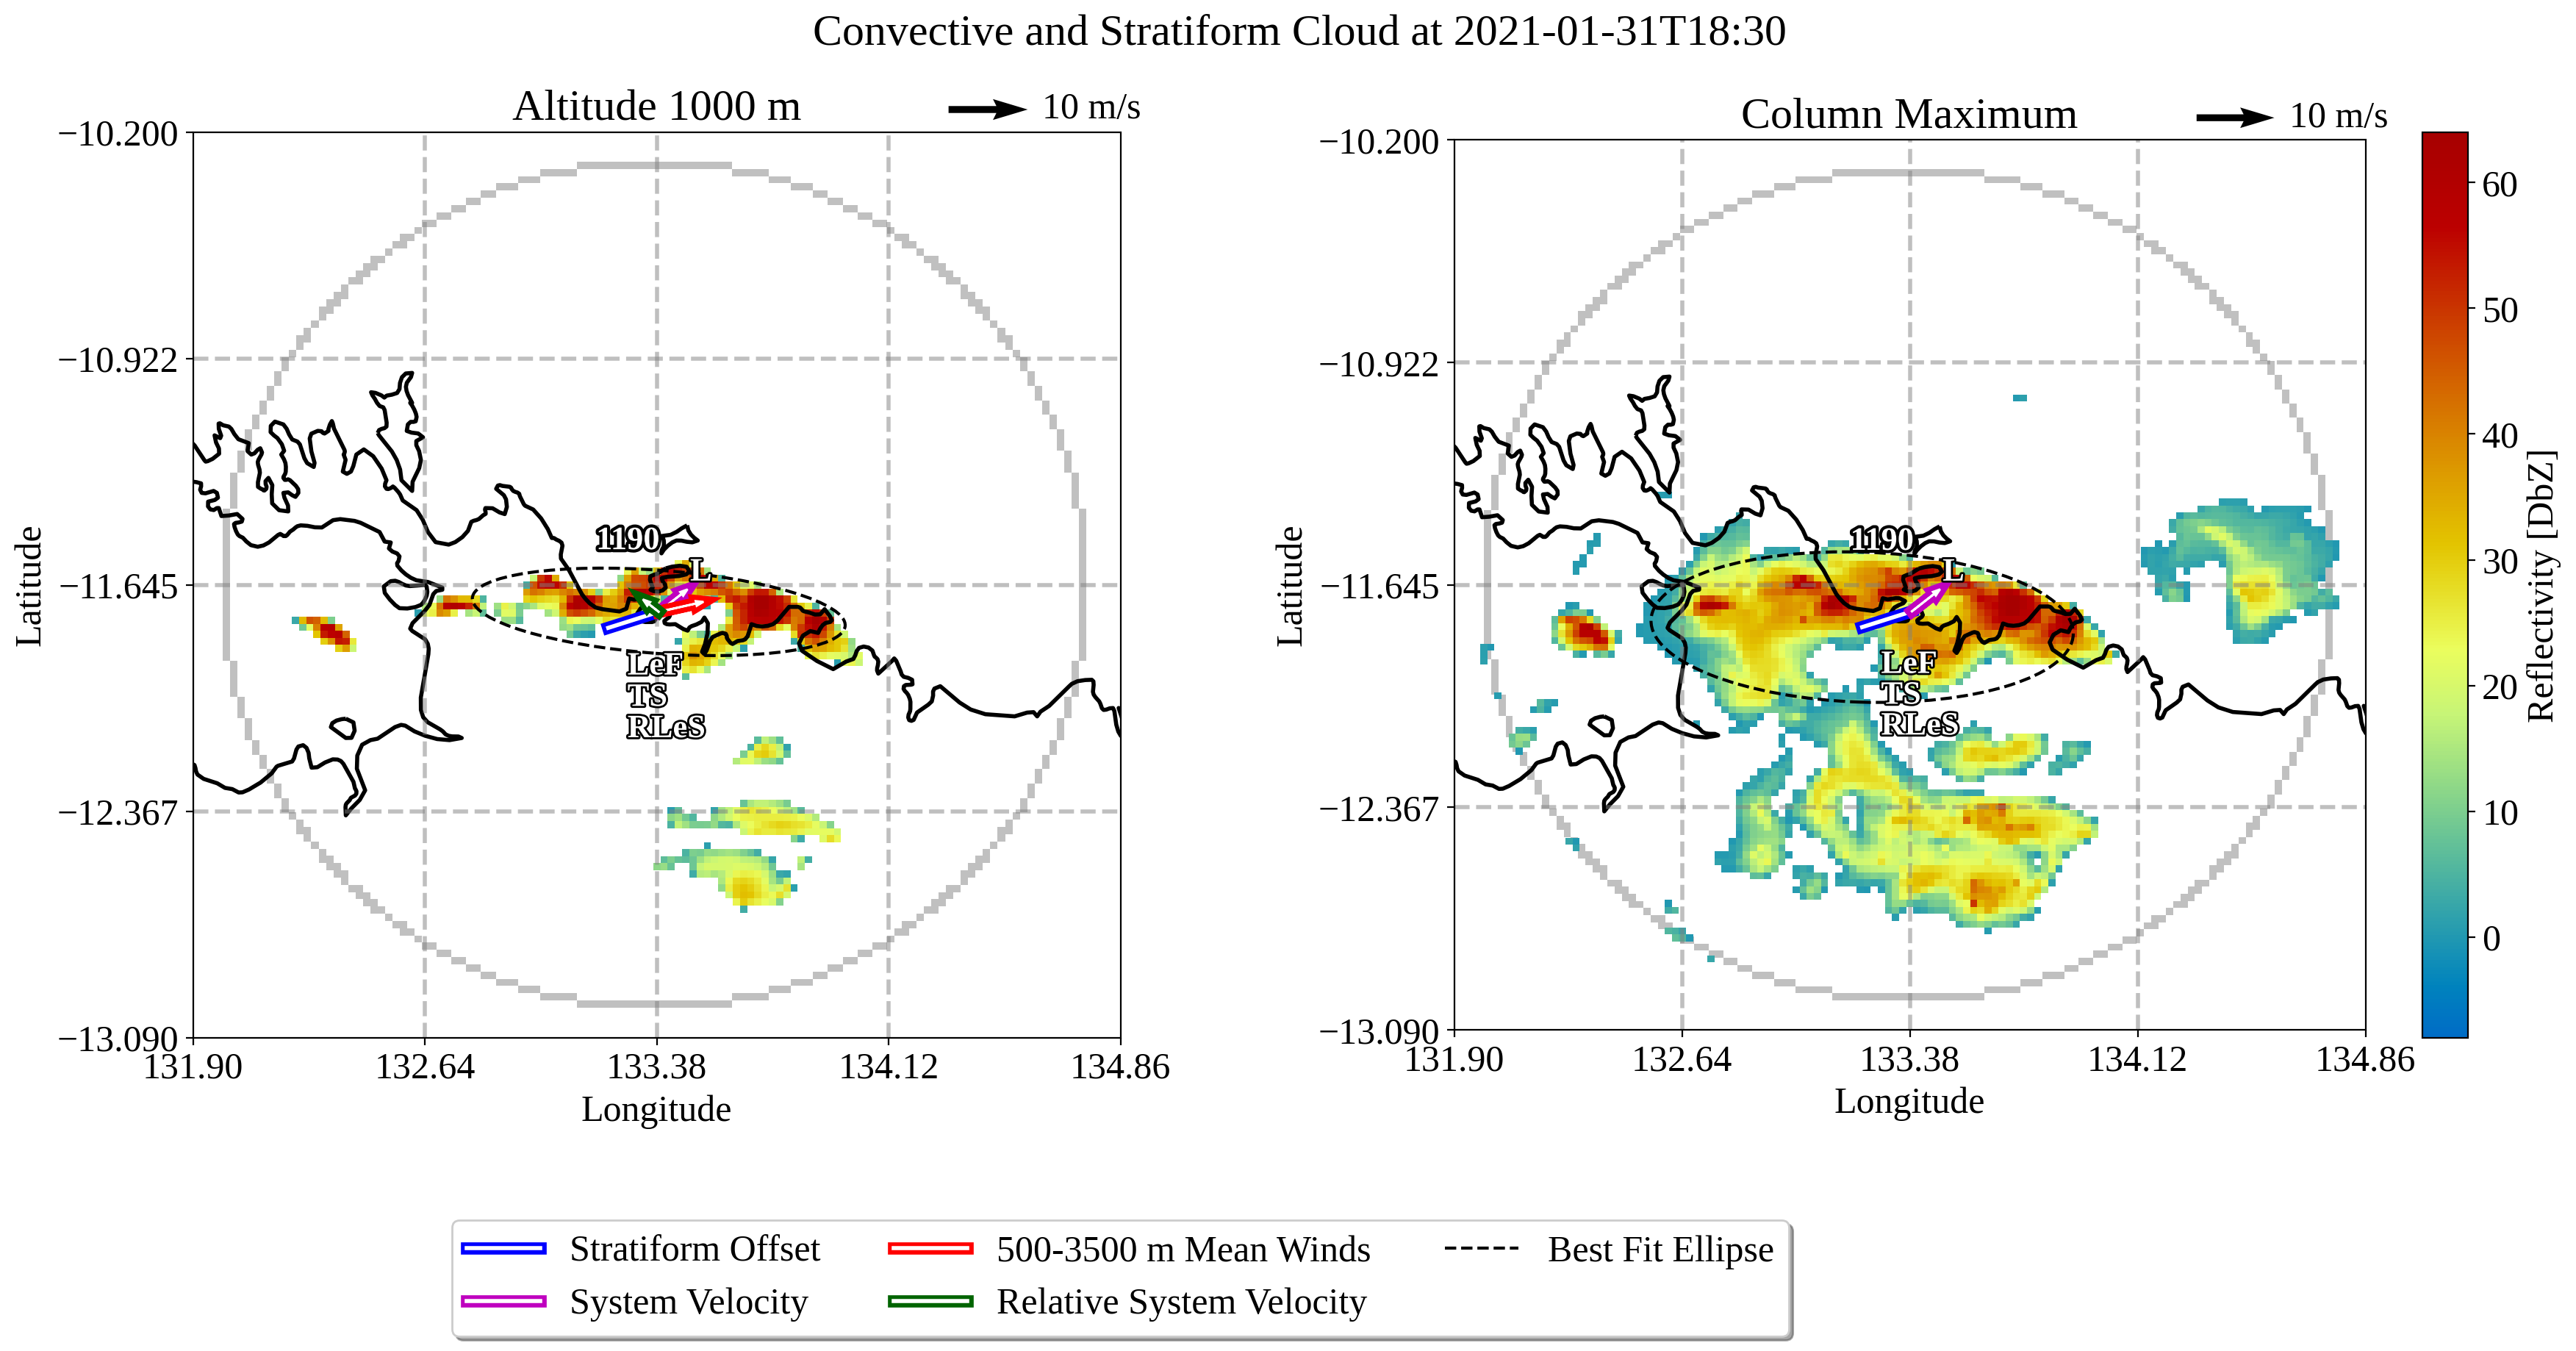 Convective and Stratiform Cloud at 2021-01-31T18:30
Altitude 1000 m
10 m/s
−10.200
−10.922
−11.645
−12.367
−13.090
Latitude
131.90 132.64 133.38 134.12 134.86
Longitude
1190
L
LeF
TS
RLeS
Column Maximum
10 m/s
−10.200
−10.922
−11.645
−12.367
−13.090
Latitude
131.90 132.64 133.38 134.12 134.86
Longitude
1190
L
LeF
TS
RLeS
60
50
40
30
20
10
0
Reflectivity [DbZ]
Stratiform Offset
System Velocity
500-3500 m Mean Winds
Relative System Velocity
Best Fit Ellipse